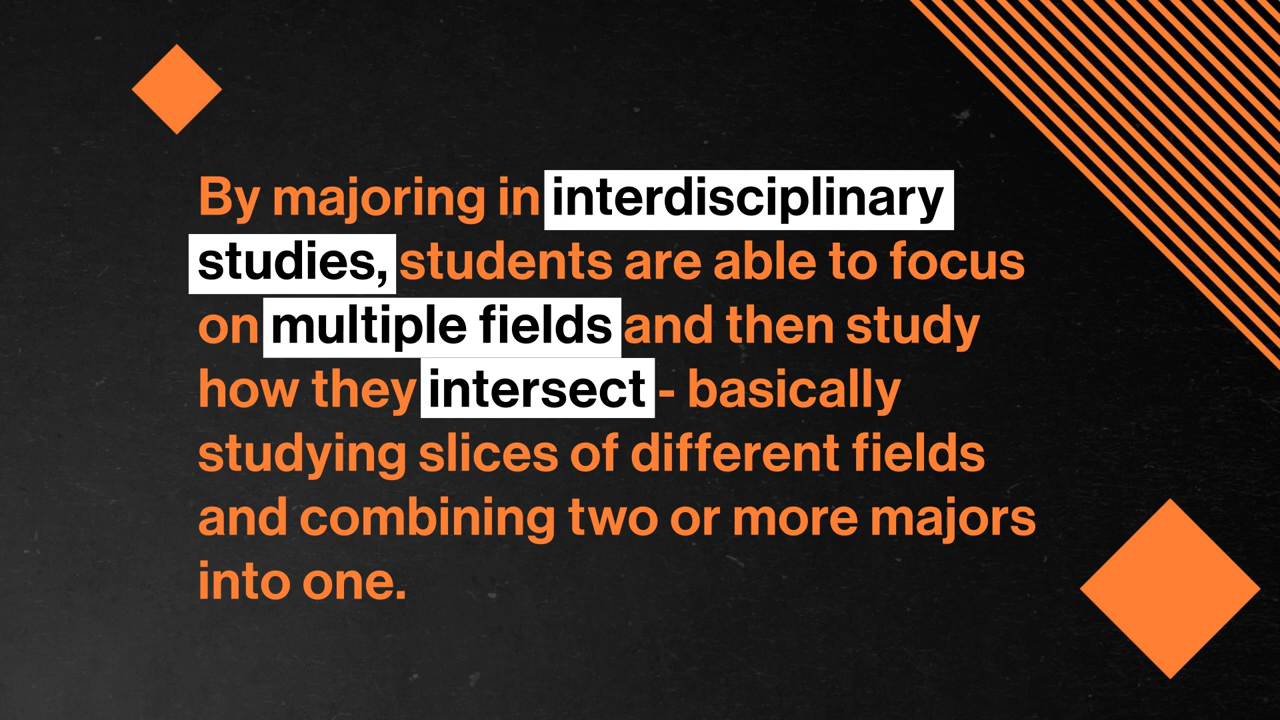 By majoring in interdisciplinary
studies, students are able to focus
on multiple fields and then study
how they intersect - basically
studying slices of different fields
and combining two or more majors
into one.